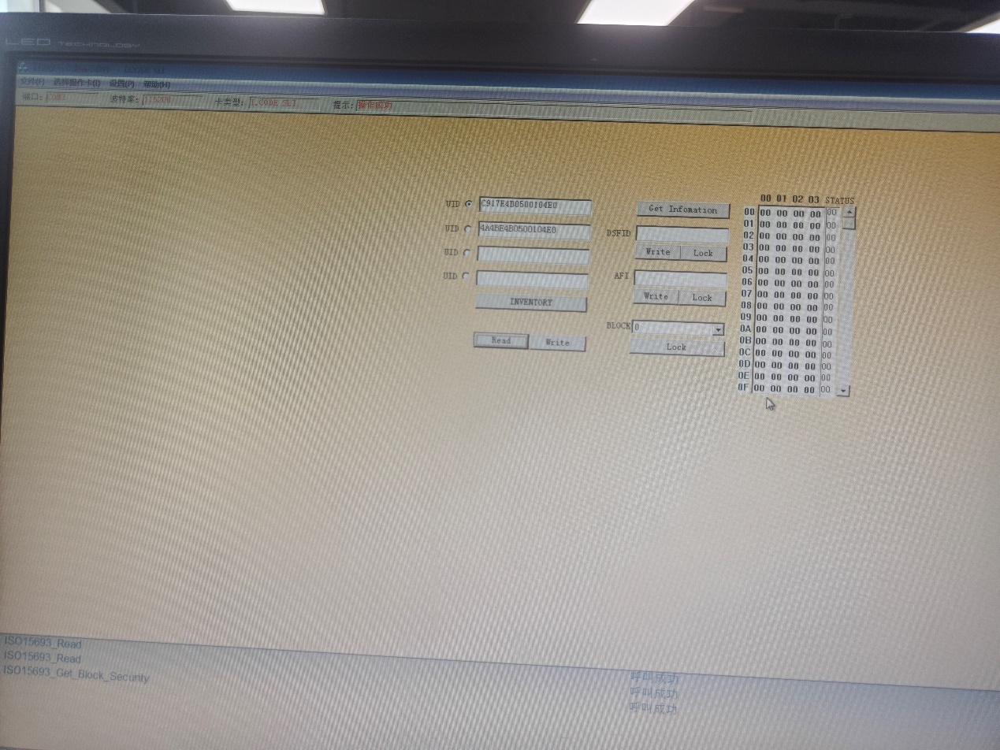 LED TECHNOLOGY
文件(F) 选择操作卡(I) 设置(P) 帮助(H)
端口: COM3 波特率: 115200 卡类型: I.CODE SLI 提示: 操作成功
00 01 02 03 STATUS
UID C917E4B0500104E0
UID 4A4BE4B0500104E0
UID
UID
INVENTORY
Read Write
Get Infomation
DSFID
Write Lock
AFI
Write Lock
BLOCK 0
Lock
00 00 00 00 00 00
01 00 00 00 00 00
02 00 00 00 00 00
03 00 00 00 00 00
04 00 00 00 00 00
05 00 00 00 00 00
06 00 00 00 00 00
07 00 00 00 00 00
08 00 00 00 00 00
09 00 00 00 00 00
0A 00 00 00 00 00
0B 00 00 00 00 00
0C 00 00 00 00 00
0D 00 00 00 00 00
0E 00 00 00 00 00
0F 00 00 00 00 00
ISO15693_Read
ISO15693_Read
ISO15693_Get_Block_Security
呼叫成功
呼叫成功
呼叫成功